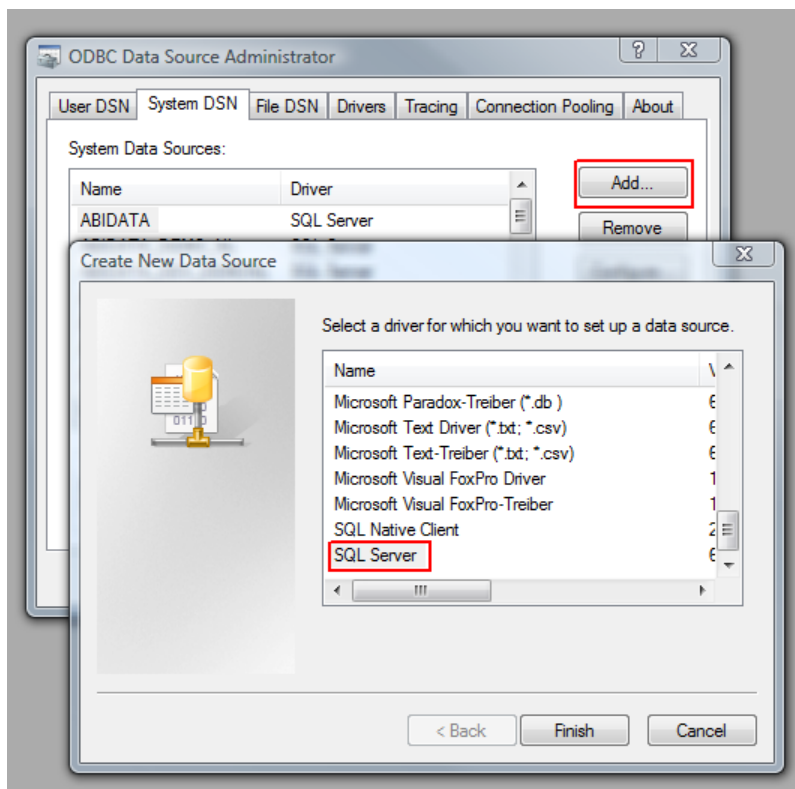 ODBC Data Source Administrator
User DSN System DSN File DSN Drivers Tracing Connection Pooling About
System Data Sources:
Name Driver
Add...
ABIDATA SQL Server
Remove
Create New Data Source
Select a driver for which you want to set up a data source.
Name
Microsoft Paradox-Treiber (*.db )
Microsoft Text Driver (*.txt; *.csv)
Microsoft Text-Treiber (*.txt; *.csv)
Microsoft Visual FoxPro Driver
Microsoft Visual FoxPro-Treiber
SQL Native Client
SQL Server
0111
< Back Finish Cancel